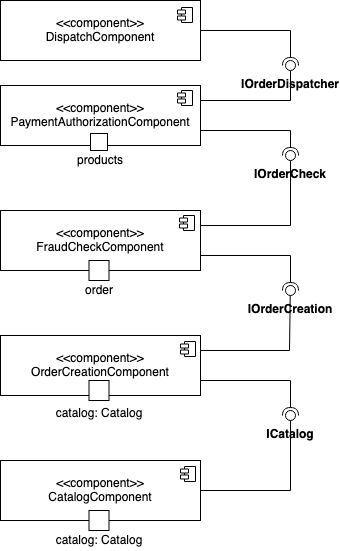 <<component>>
DispatchComponent
IOrderDispatcher
<<component>>
PaymentAuthorizationComponent
products
IOrderCheck
<<component>>
FraudCheckComponent
order
IOrderCreation
<<component>>
OrderCreationComponent
catalog: Catalog
ICatalog
<<component>>
CatalogComponent
catalog: Catalog